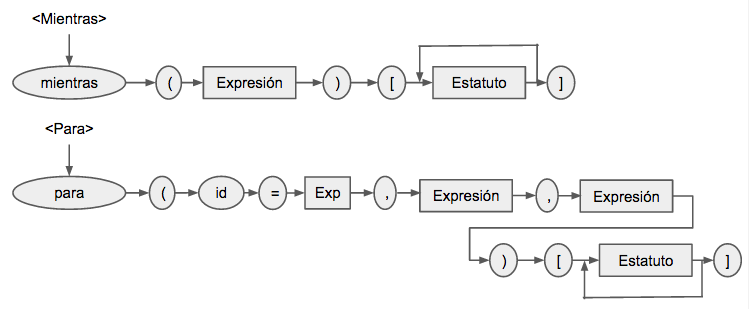 <Mientras>
mientras ( Expresión ) [ Estatuto ]
<Para>
para ( id = Exp , Expresión , Expresión
) [ Estatuto ]